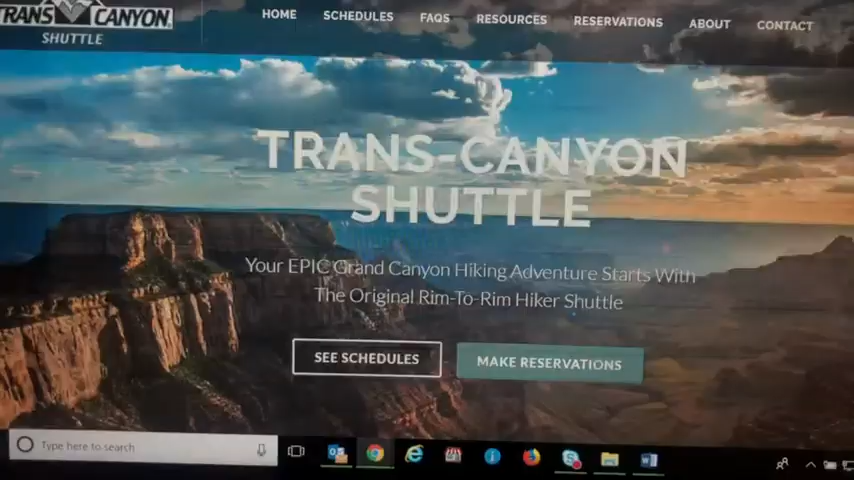 TRANS CANYON
SHUTTLE
HOME SCHEDULES FAQS RESOURCES RESERVATIONS ABOUT CONTACT
TRANS-CANYON
SHUTTLE
Your EPIC Grand Canyon Hiking Adventure Starts With
The Original Rim-To-Rim Hiker Shuttle
SEE SCHEDULES MAKE RESERVATIONS
Type here to search